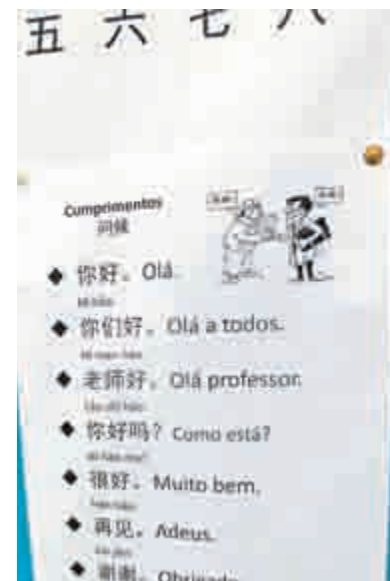 五 六 七 八
Cumprimentos
问候
◆ 你好。Olá.
◆ 你们好。Olá a todos.
◆ 老师好。Olá professor.
◆ 你好吗？Como está?
◆ 很好。Muito bem.
◆ 再见。Adeus.
◆ 谢谢。Obrigado